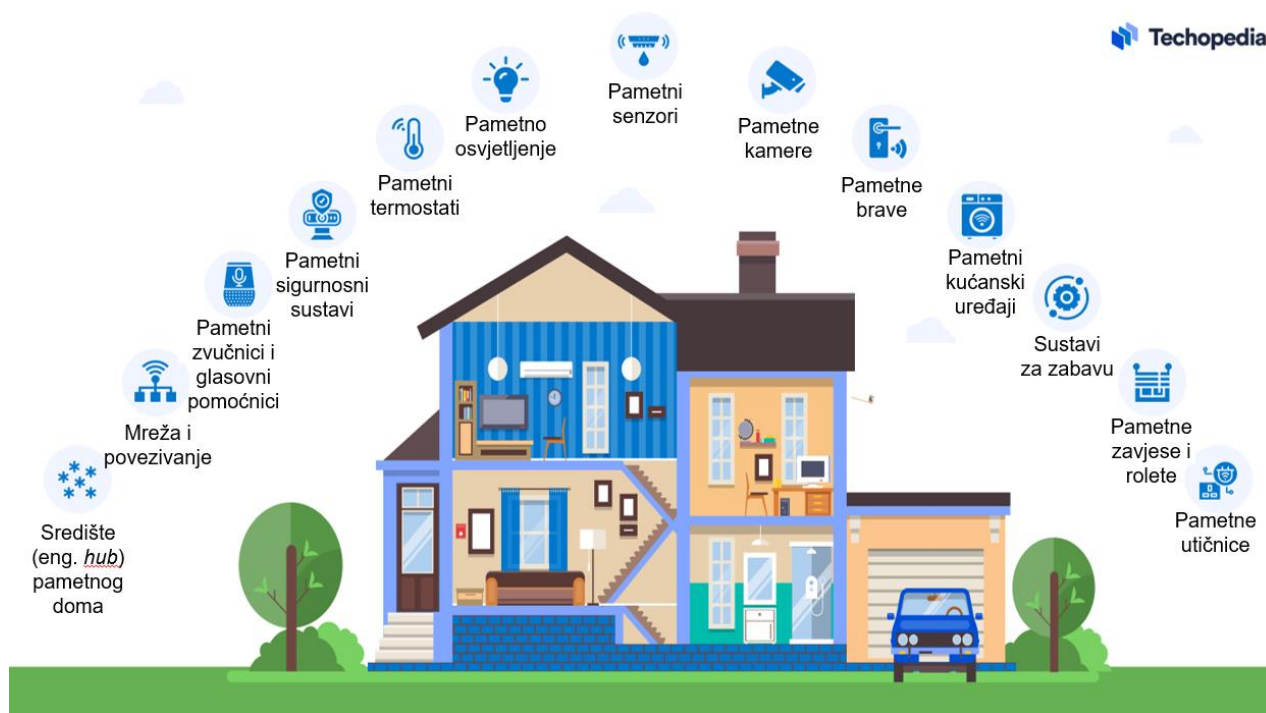 Techopedia
Središte
(eng. hub)
pametnog
doma
Mreža i
povezivanje
Pametni
zvučnici i
glasovni
pomoćnici
Pametni
sigurnosni
sustavi
Pametni
termostati
Pametno
osvjetljenje
Pametni
senzori
Pametne
kamere
Pametne
brave
Pametni
kućanski
uređaji
Sustavi
za zabavu
Pametne
zavjese i
rolete
Pametne
utičnice